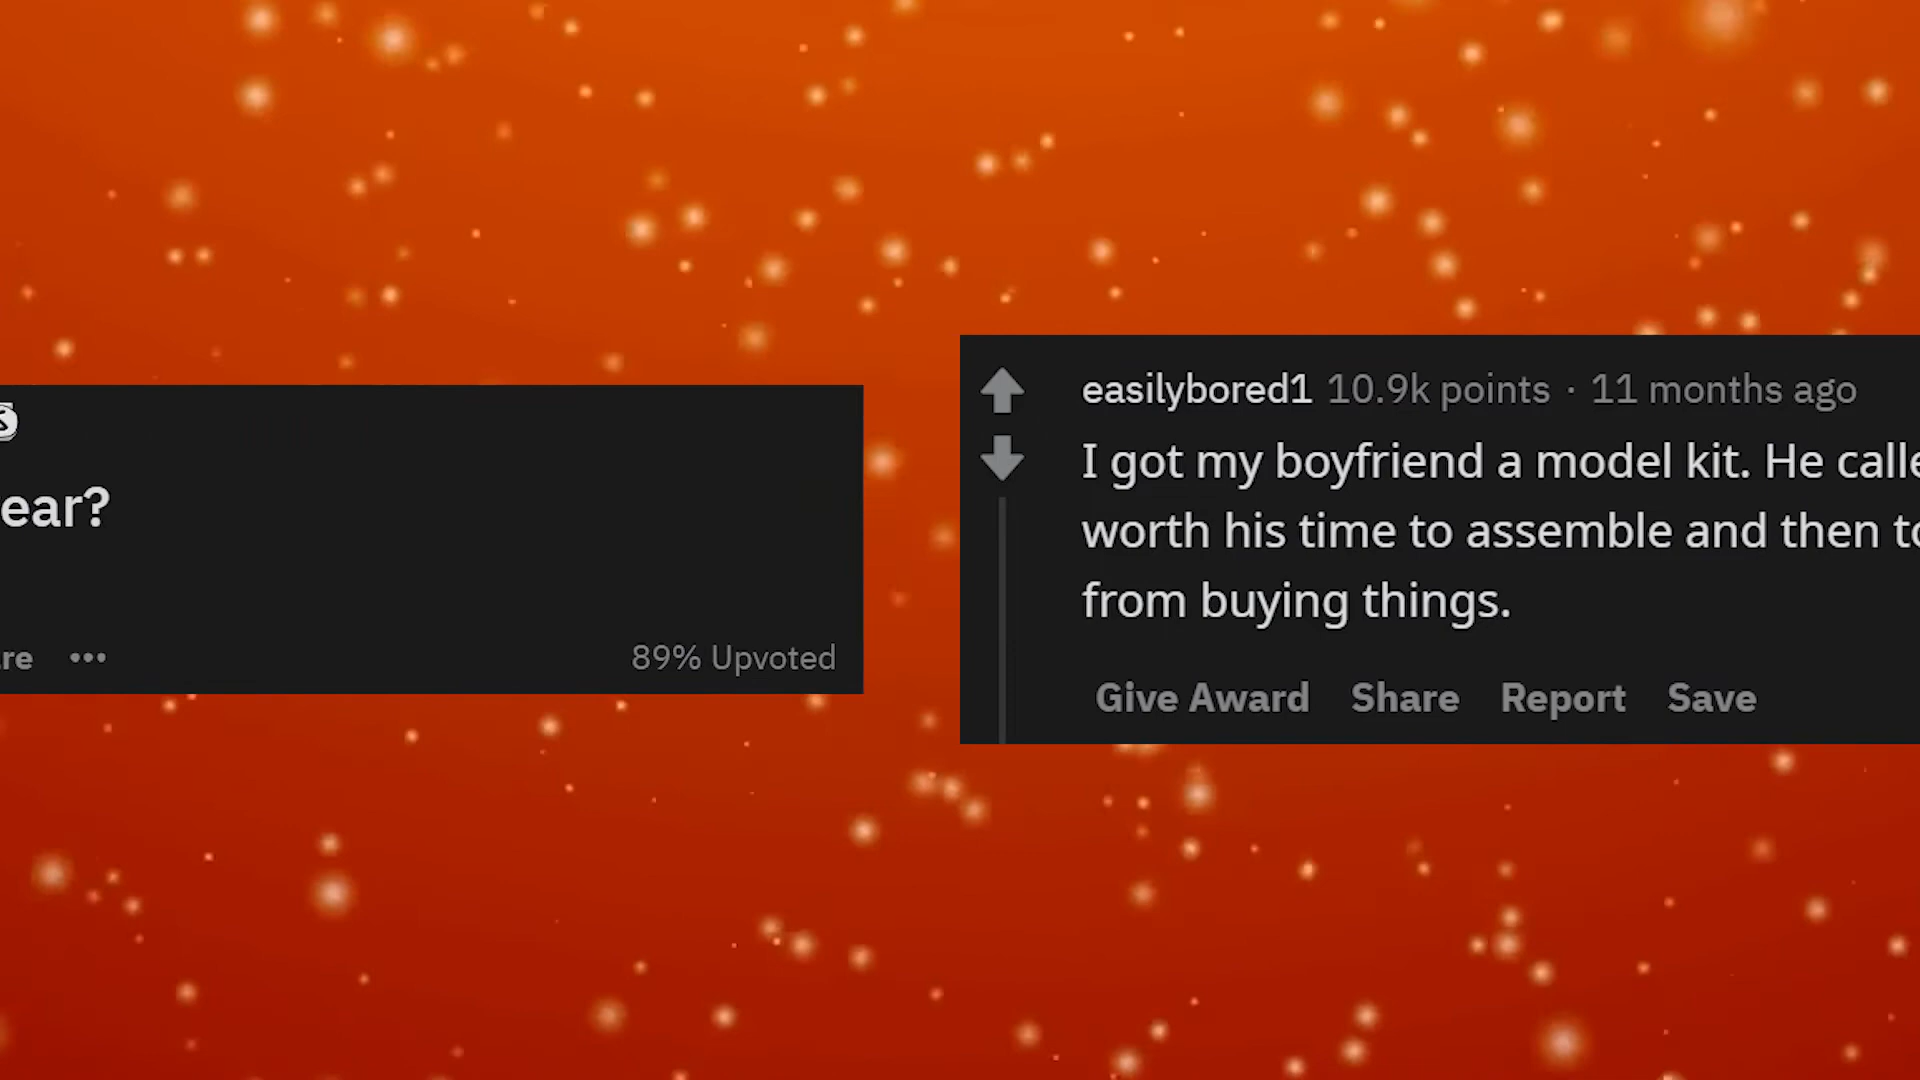 ear?
re •••
89% Upvoted
easilybored1 10.9k points · 11 months ago
I got my boyfriend a model kit. He calle
worth his time to assemble and then to
from buying things.
Give Award Share Report Save